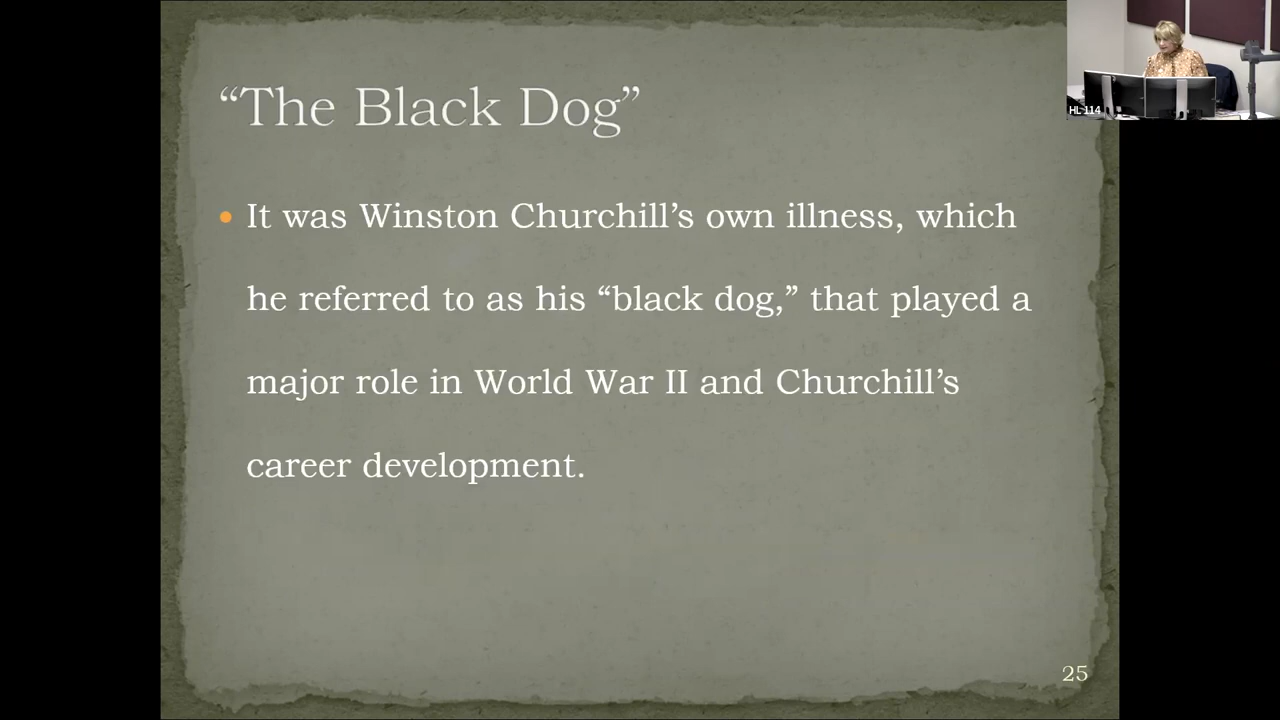 “The Black Dog”
HL 114
It was Winston Churchill’s own illness, which
he referred to as his “black dog,” that played a
major role in World War II and Churchill’s
career development.
25